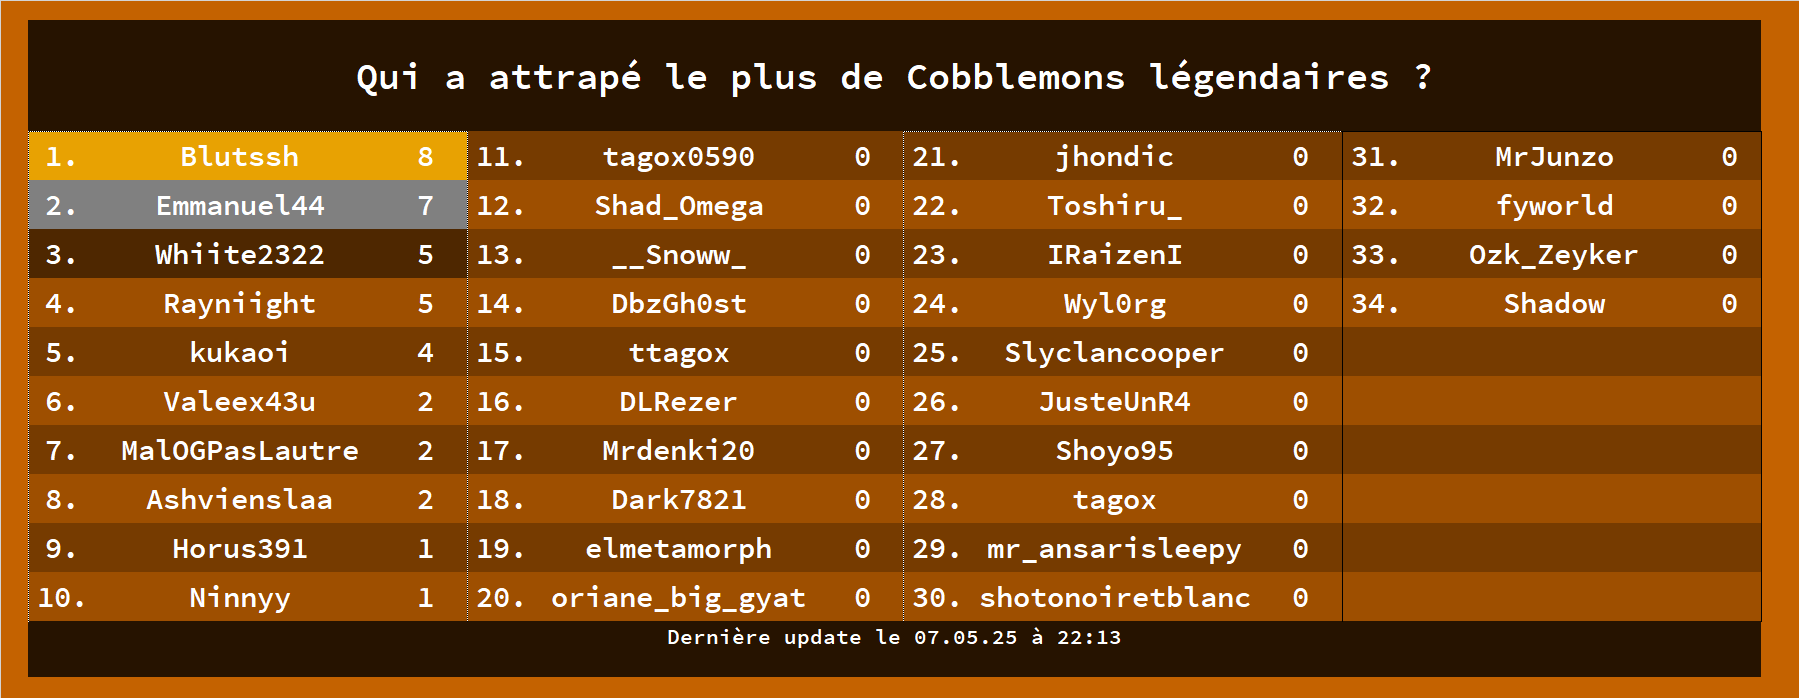 Qui a attrapé le plus de Cobblemons légendaires ?
1. Blutssh 8
2. Emmanuel44 7
3. Whiite2322 5
4. Rayniight 5
5. kukaoi 4
6. Valeex43u 2
7. MalOGPasLautre 2
8. Ashvienslaa 2
9. Horus391 1
10. Ninnyy 1
11. tagox0590 0
12. Shad_Omega 0
13. __Snoww_ 0
14. DbzGh0st 0
15. ttagox 0
16. DLRezer 0
17. Mrdenki20 0
18. Dark7821 0
19. elmetamorph 0
20. oriane_big_gyat 0
21. jhondic 0
22. Toshiru_ 0
23. IRaizenI 0
24. Wyl0rg 0
25. Slyclancooper 0
26. JusteUnR4 0
27. Shoyo95 0
28. tagox 0
29. mr_ansarisleepy 0
30. shotonoiretblanc 0
31. MrJunzo 0
32. fyworld 0
33. Ozk_Zeyker 0
34. Shadow 0
Dernière update le 07.05.25 à 22:13